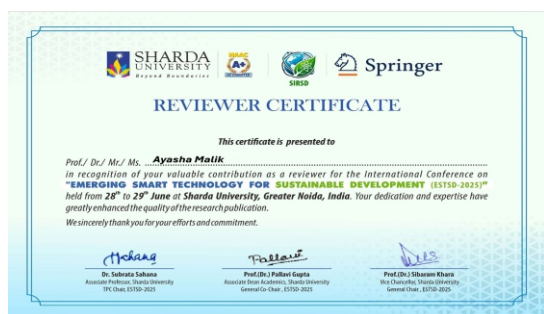 SHARDA UNIVERSITY
Beyond Boundaries
NAAC
A+
SIRSD
Springer
REVIEWER CERTIFICATE
This certificate is presented to
Prof./ Dr./ Mr./ Ms. Ayasha Malik
in recognition of your valuable contribution as a reviewer for the International Conference on
"EMERGING SMART TECHNOLOGY FOR SUSTAINABLE DEVELOPMENT (ESTSD-2025)"
held from 28th to 29th June at Sharda University, Greater Noida, India. Your dedication and expertise have
greatly enhanced the quality of the research publication.
We sincerely thank you for your efforts and commitment.
Pallavi
Dr. Subrata Sahana
Associate Professor, Sharda University
TPC Chair, ESTSD-2025
Prof.(Dr.) Pallavi Gupta
Associate Dean Academics, Sharda University
General Co-Chair , ESTSD-2025
Prof.(Dr.) Sibaram Khara
Vice Chancellor, Sharda University
General Chair , ESTSD-2025